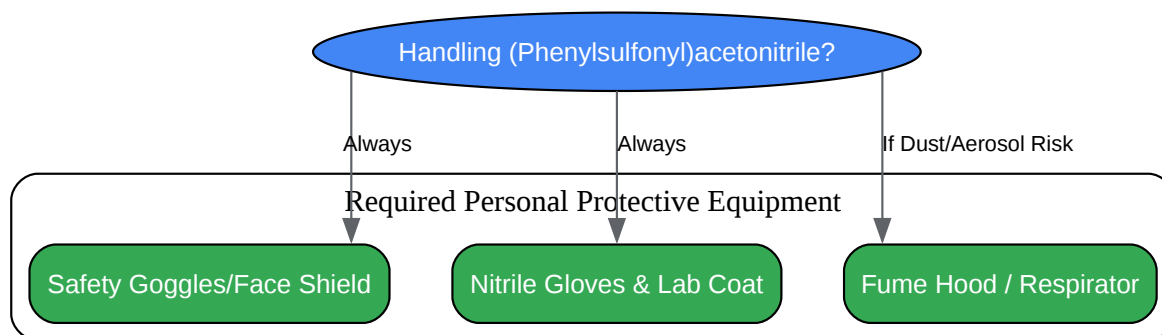 Handling (Phenylsulfonyl)acetonitrile?
Always
Always
If Dust/Aerosol Risk
Required Personal Protective Equipment
Safety Goggles/Face Shield
Nitrile Gloves & Lab Coat
Fume Hood / Respirator